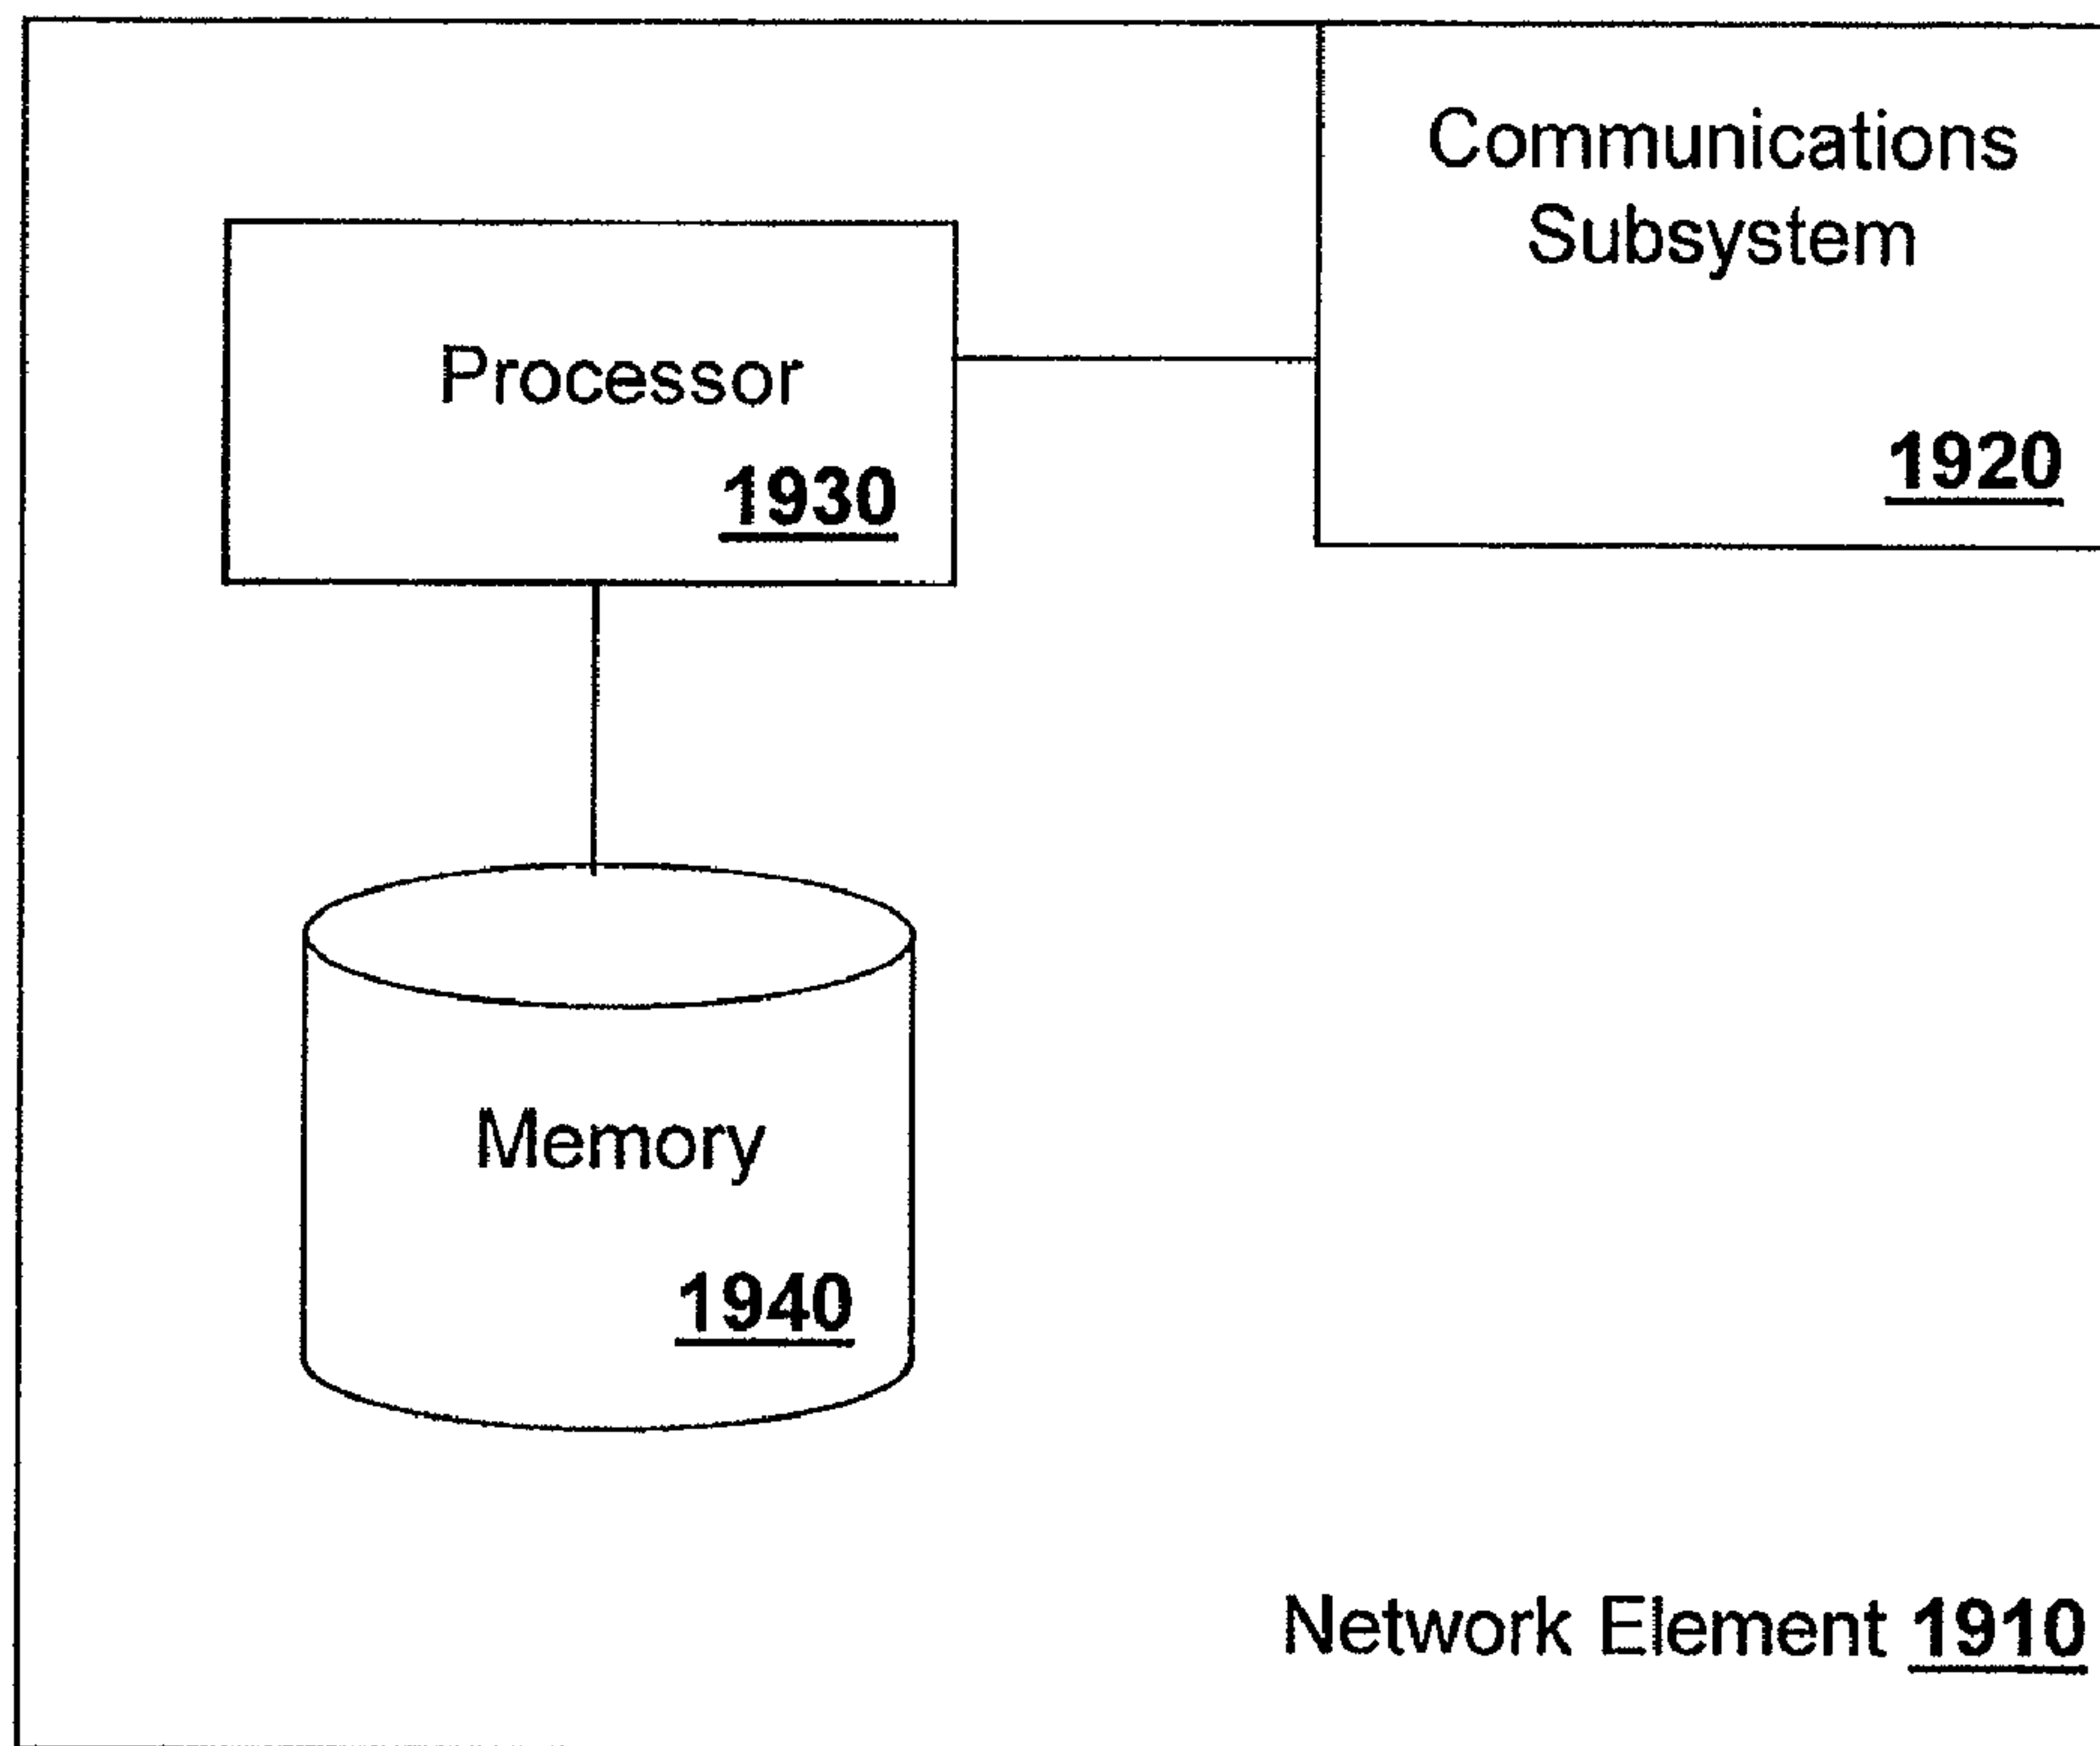 Communications
Subsystem
1920
Processor
1930
Memory
1940
Network Element 1910